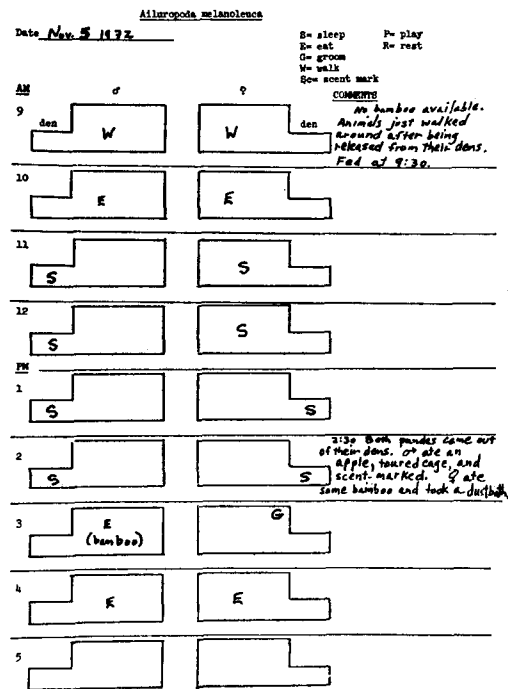 Ailuropoda melanoleuca
Date Nov. 5 1972
S= sleep P= play
E= eat R= rest
G= groom
W= walk
Sc= scent mark
AM ♂ ♀ COMMENTS
9 den W W den
No bamboo available.
Animals just walked
around after being
released from their dens.
Fed at 9:30.
10 E E
11 S S
12 S S
PM
1 S S
2 S S
2:30 Both pandas came out
of their dens. ♂ ate an
apple, toured cage, and
scent-marked. ♀ ate
some bamboo and took a dustbath.
3 E G
(bamboo)
4 E E
5